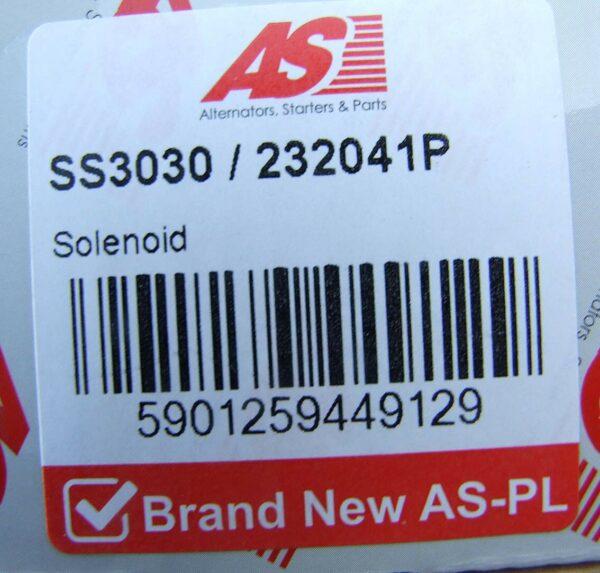 AS
Alternators, Starters & Parts
SS3030 / 232041P
Solenoid
5901259449129
Brand New AS-PL